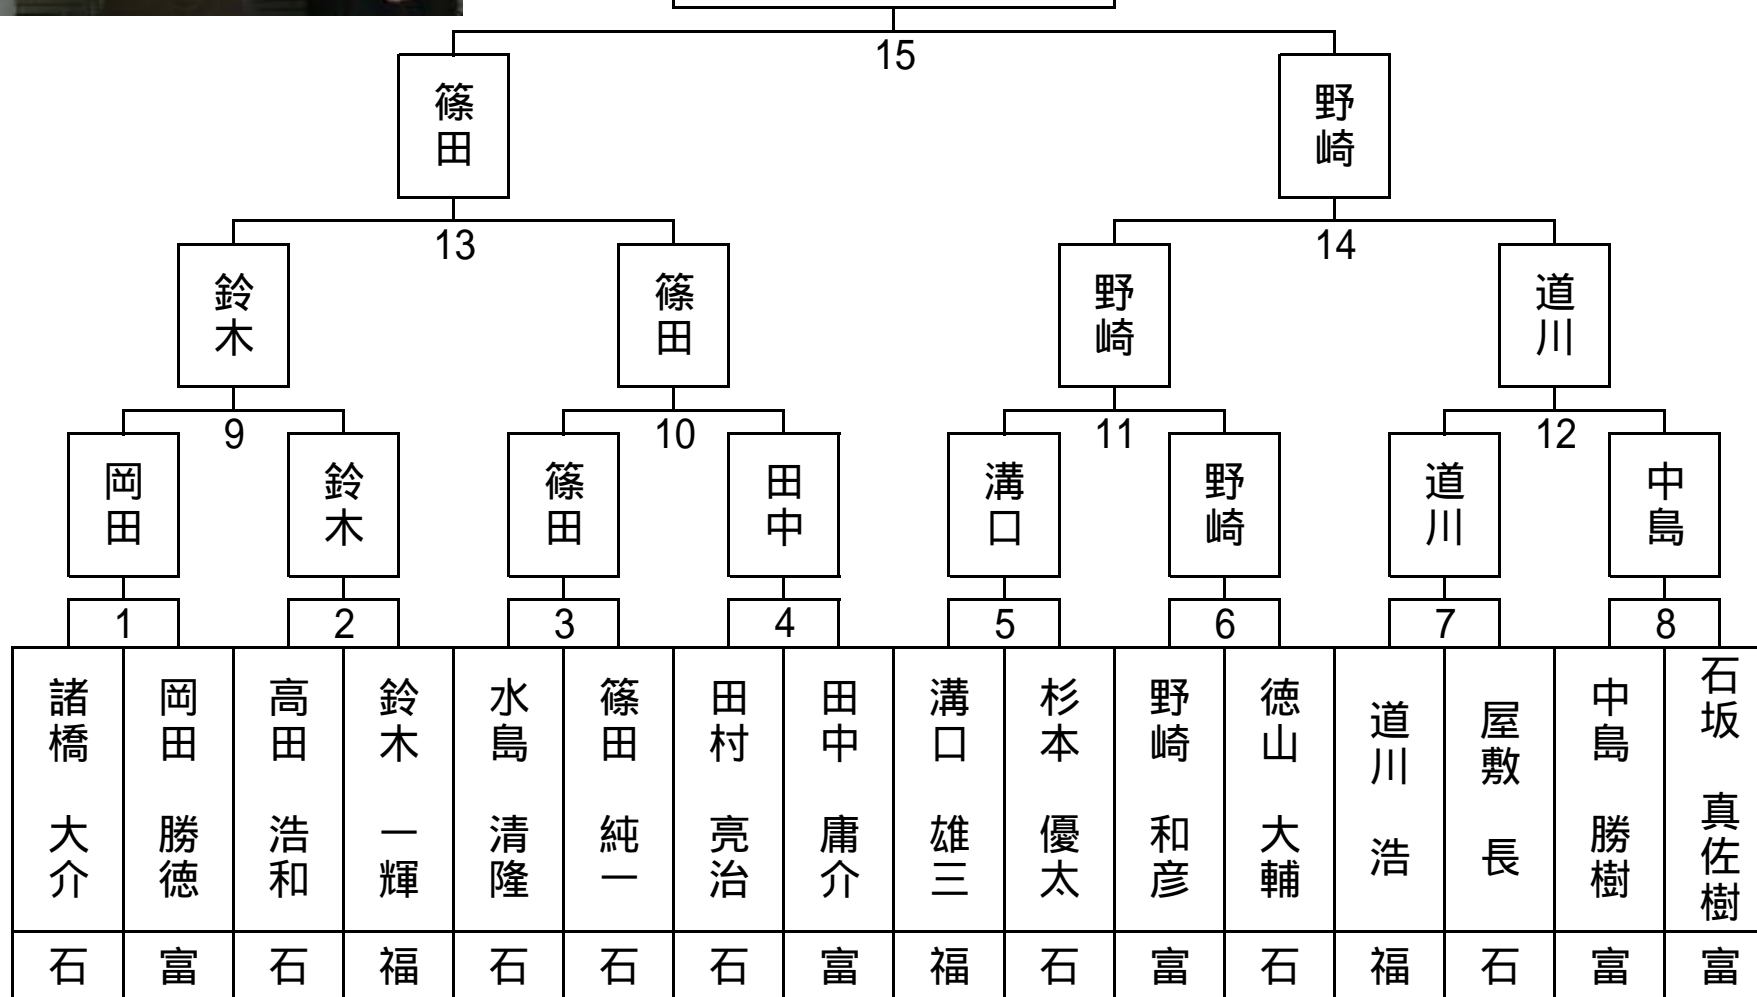 15
篠田
野崎
13
14
鈴木
篠田
野崎
道川
9
10
11
12
岡田
鈴木
篠田
田中
溝口
野崎
道川
中島
1
2
3
4
5
6
7
8
諸橋 大介
岡田 勝徳
高田 浩和
鈴木 一輝
水島 清隆
篠田 純一
田村 亮治
田中 庸介
溝口 雄三
杉本 優太
野崎 和彦
徳山 大輔
道川 浩
屋敷 長
中島 勝樹
石坂 真佐樹
石
富
石
福
石
石
石
富
福
石
富
石
福
石
富
富